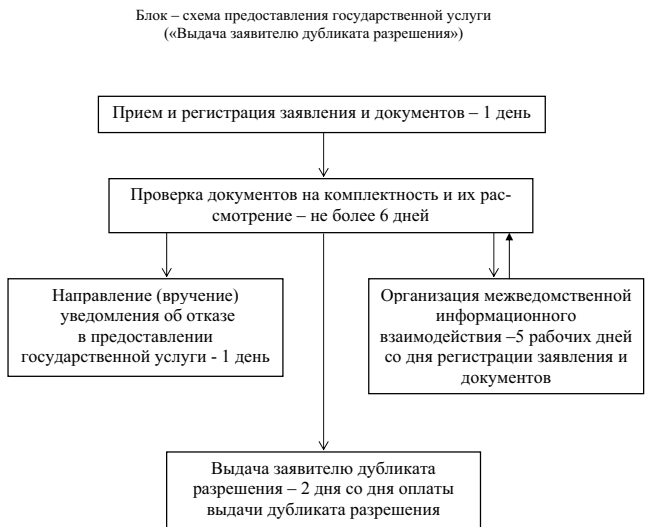 Блок – схема предоставления государственной услуги
(«Выдача заявителю дубликата разрешения»)
Прием и регистрация заявления и документов – 1 день
Проверка документов на комплектность и их рас-
смотрение – не более 6 дней
Направление (вручение)
уведомления об отказе
в предоставлении
государственной услуги - 1 день
Организация межведомственной
информационного
взаимодействия –5 рабочих дней
со дня регистрации заявления и
документов
Выдача заявителю дубликата
разрешения – 2 дня со дня оплаты
выдачи дубликата разрешения